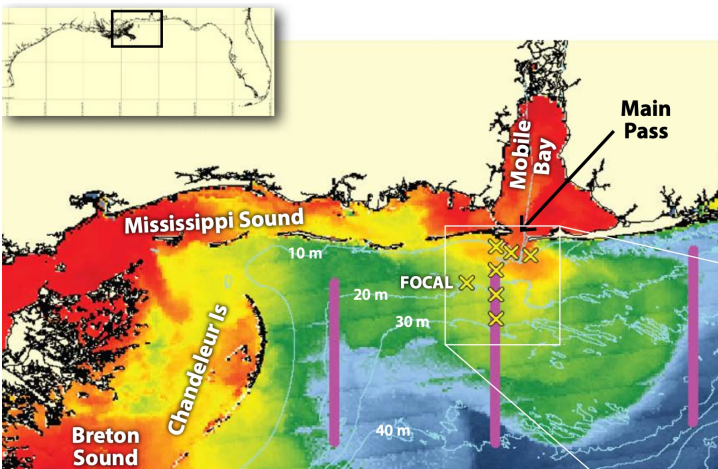 Main
Pass
Mobile
Bay
Mississippi Sound
10 m
FOCAL
20 m
30 m
Chandeleur Is
40 m
Breton
Sound